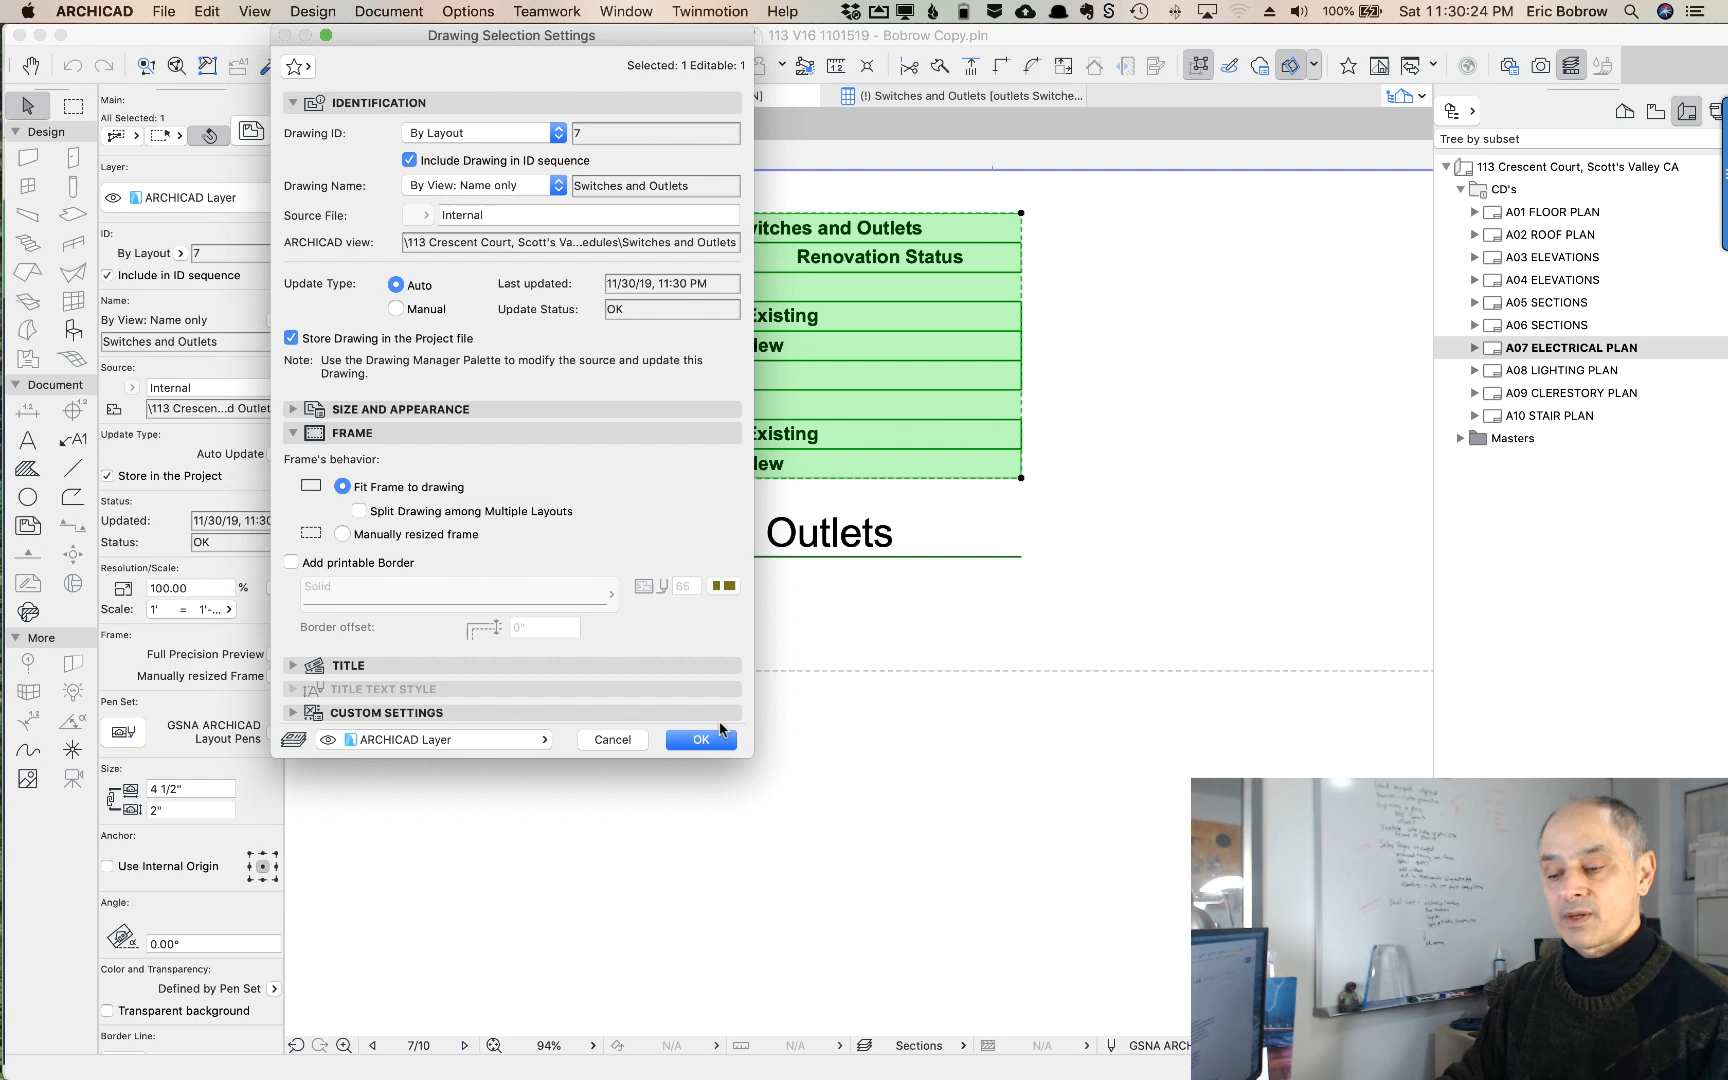 ARCHICAD File Edit View Design Document Options Teamwork Window Twinmotion Help 100% Sat 11:30:24 PM Eric Bobrow
Drawing Selection Settings
113 V16 1101519 - Bobrow Copy.pln
Selected: 1 Editable: 1
Main:
All Selected: 1
(!) Switches and Outlets [outlets Switche...
Design
IDENTIFICATION
Drawing ID: By Layout 7
Include Drawing in ID sequence
Drawing Name: By View: Name only Switches and Outlets
Source File: Internal
ARCHICAD view: \113 Crescent Court, Scott's Va...edules\Switches and Outlets
Update Type: Auto Last updated: 11/30/19, 11:30 PM
Manual Update Status: OK
Store Drawing in the Project file
Note: Use the Drawing Manager Palette to modify the source and update this
Drawing.
SIZE AND APPEARANCE
FRAME
Frame's behavior:
Fit Frame to drawing
Split Drawing among Multiple Layouts
Manually resized frame
Add printable Border
Solid 65
Border offset: 0"
TITLE
TITLE TEXT STYLE
CUSTOM SETTINGS
ARCHICAD Layer Cancel OK
Layer:
ARCHICAD Layer
ID:
By Layout 7
Include in ID sequence
Name:
By View: Name only
Switches and Outlets
Source:
Internal
\113 Crescen...d Outlet
Update Type:
Auto Update
Store in the Project
Status:
Updated: 11/30/19, 11:30
Status: OK
Resolution/Scale:
100.00 %
Scale: 1' = 1'-...
Frame:
Full Precision Preview
Manually resized Frame
Pen Set:
GSNA ARCHICAD
Layout Pens
Size:
4 1/2"
2"
Anchor:
Use Internal Origin
Angle:
0.00°
Color and Transparency:
Defined by Pen Set
Transparent background
Border Line:
Document
More
itches and Outlets
Renovation Status
Existing
New
Existing
New
Outlets
Tree by subset
113 Crescent Court, Scott's Valley CA
CD's
A01 FLOOR PLAN
A02 ROOF PLAN
A03 ELEVATIONS
A04 ELEVATIONS
A05 SECTIONS
A06 SECTIONS
A07 ELECTRICAL PLAN
A08 LIGHTING PLAN
A09 CLERESTORY PLAN
A10 STAIR PLAN
Masters
7/10 94% N/A N/A Sections N/A GSNA ARCH